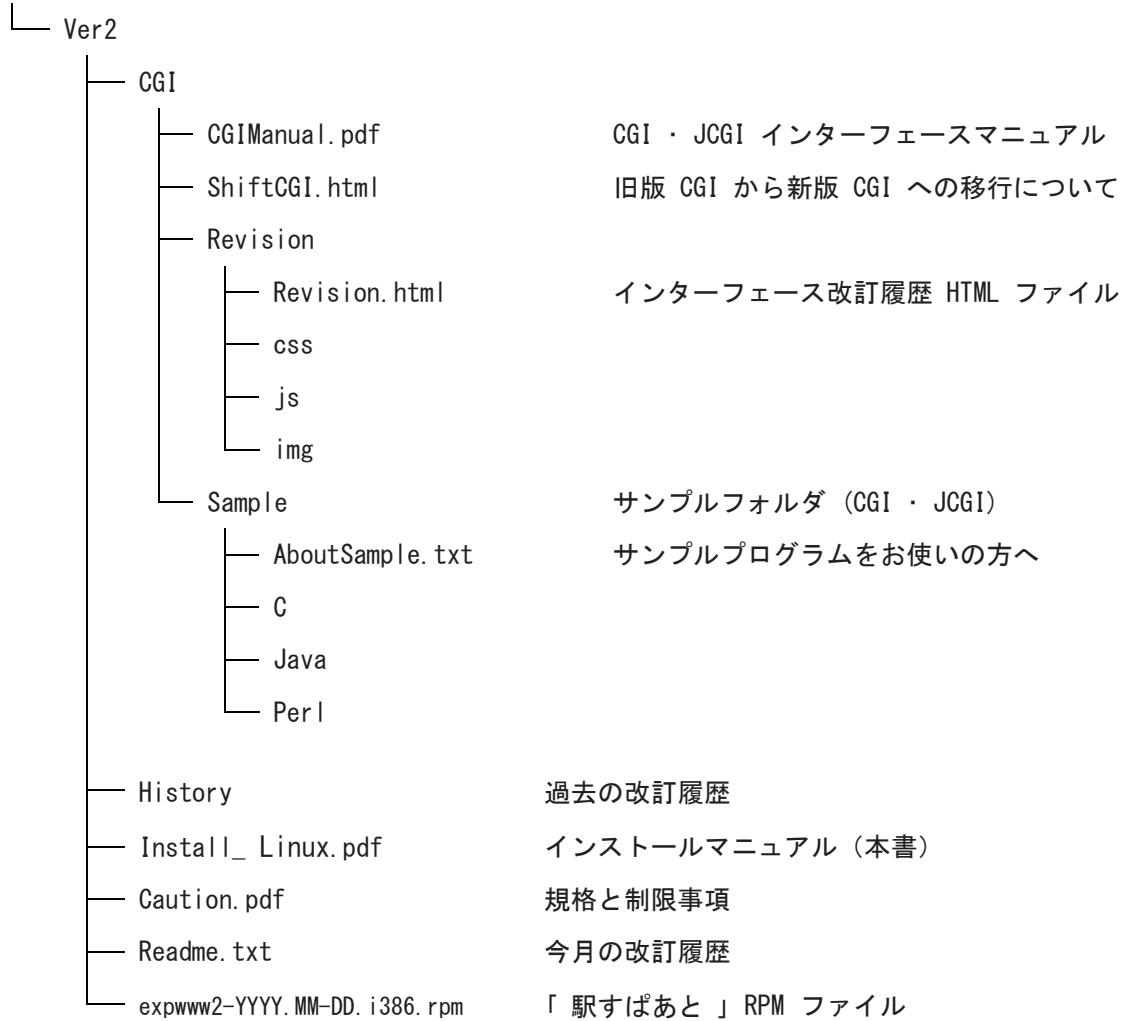 Ver2
CGI
CGIManual.pdf CGI · JCGI インターフェースマニュアル
ShiftCGI.html 旧版 CGI から新版 CGI への移行について
Revision
Revision.html インターフェース改訂履歴 HTML ファイル
css
js
img
Sample サンプルフォルダ (CGI · JCGI)
AboutSample.txt サンプルプログラムをお使いの方へ
C
Java
Perl
History 過去の改訂履歴
Install_ Linux.pdf インストールマニュアル(本書)
Caution.pdf 規格と制限事項
Readme.txt 今月の改訂履歴
expwww2-YYYY.MM-DD.i386.rpm 「 駅すぱあと 」 RPM ファイル